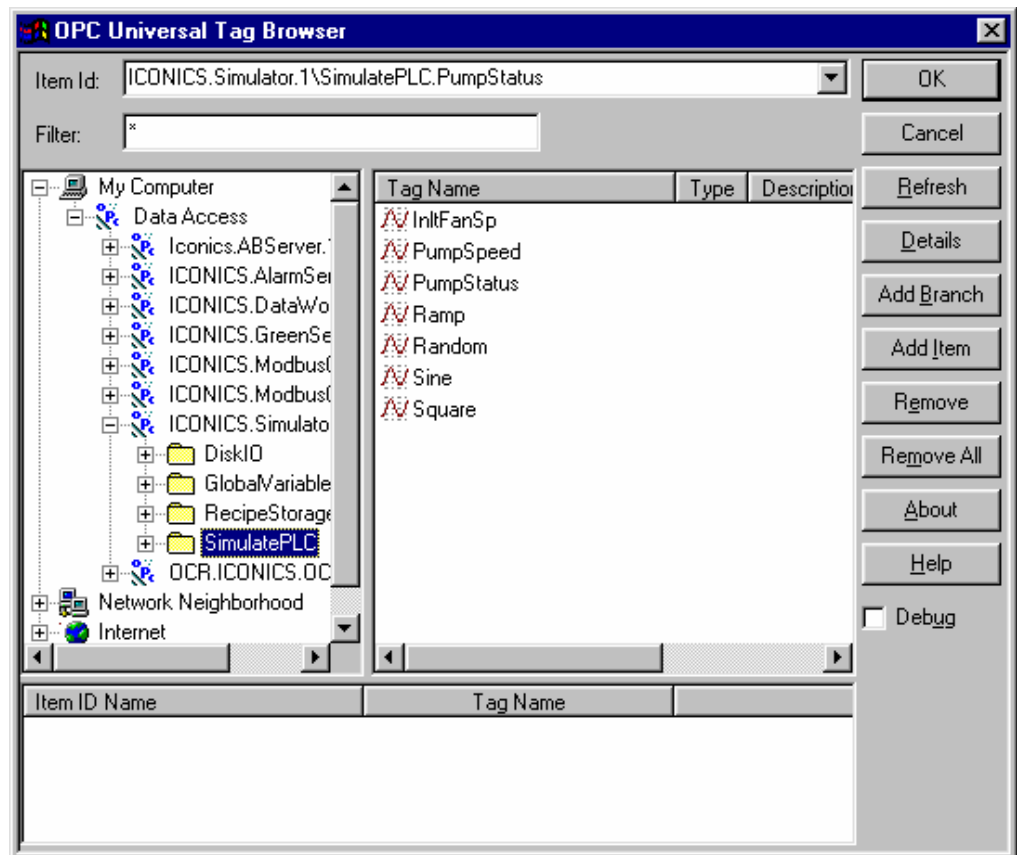 OPC Universal Tag Browser
Item Id: ICONICS.Simulator.1\SimulatePLC.PumpStatus
OK
Filter: *
Cancel
My Computer
Data Access
Iconics.ABServer.1
ICONICS.AlarmSer
ICONICS.DataWo
ICONICS.GreenSe
ICONICS.Modbus
ICONICS.Modbus
ICONICS.Simulato
DiskIO
GlobalVariable
RecipeStorage
SimulatePLC
OCR.ICONICS.OC
Network Neighborhood
Internet
Tag Name Type Description
InltFanSp
PumpSpeed
PumpStatus
Ramp
Random
Sine
Square
Refresh
Details
Add Branch
Add Item
Remove
Remove All
About
Help
Debug
Item ID Name Tag Name